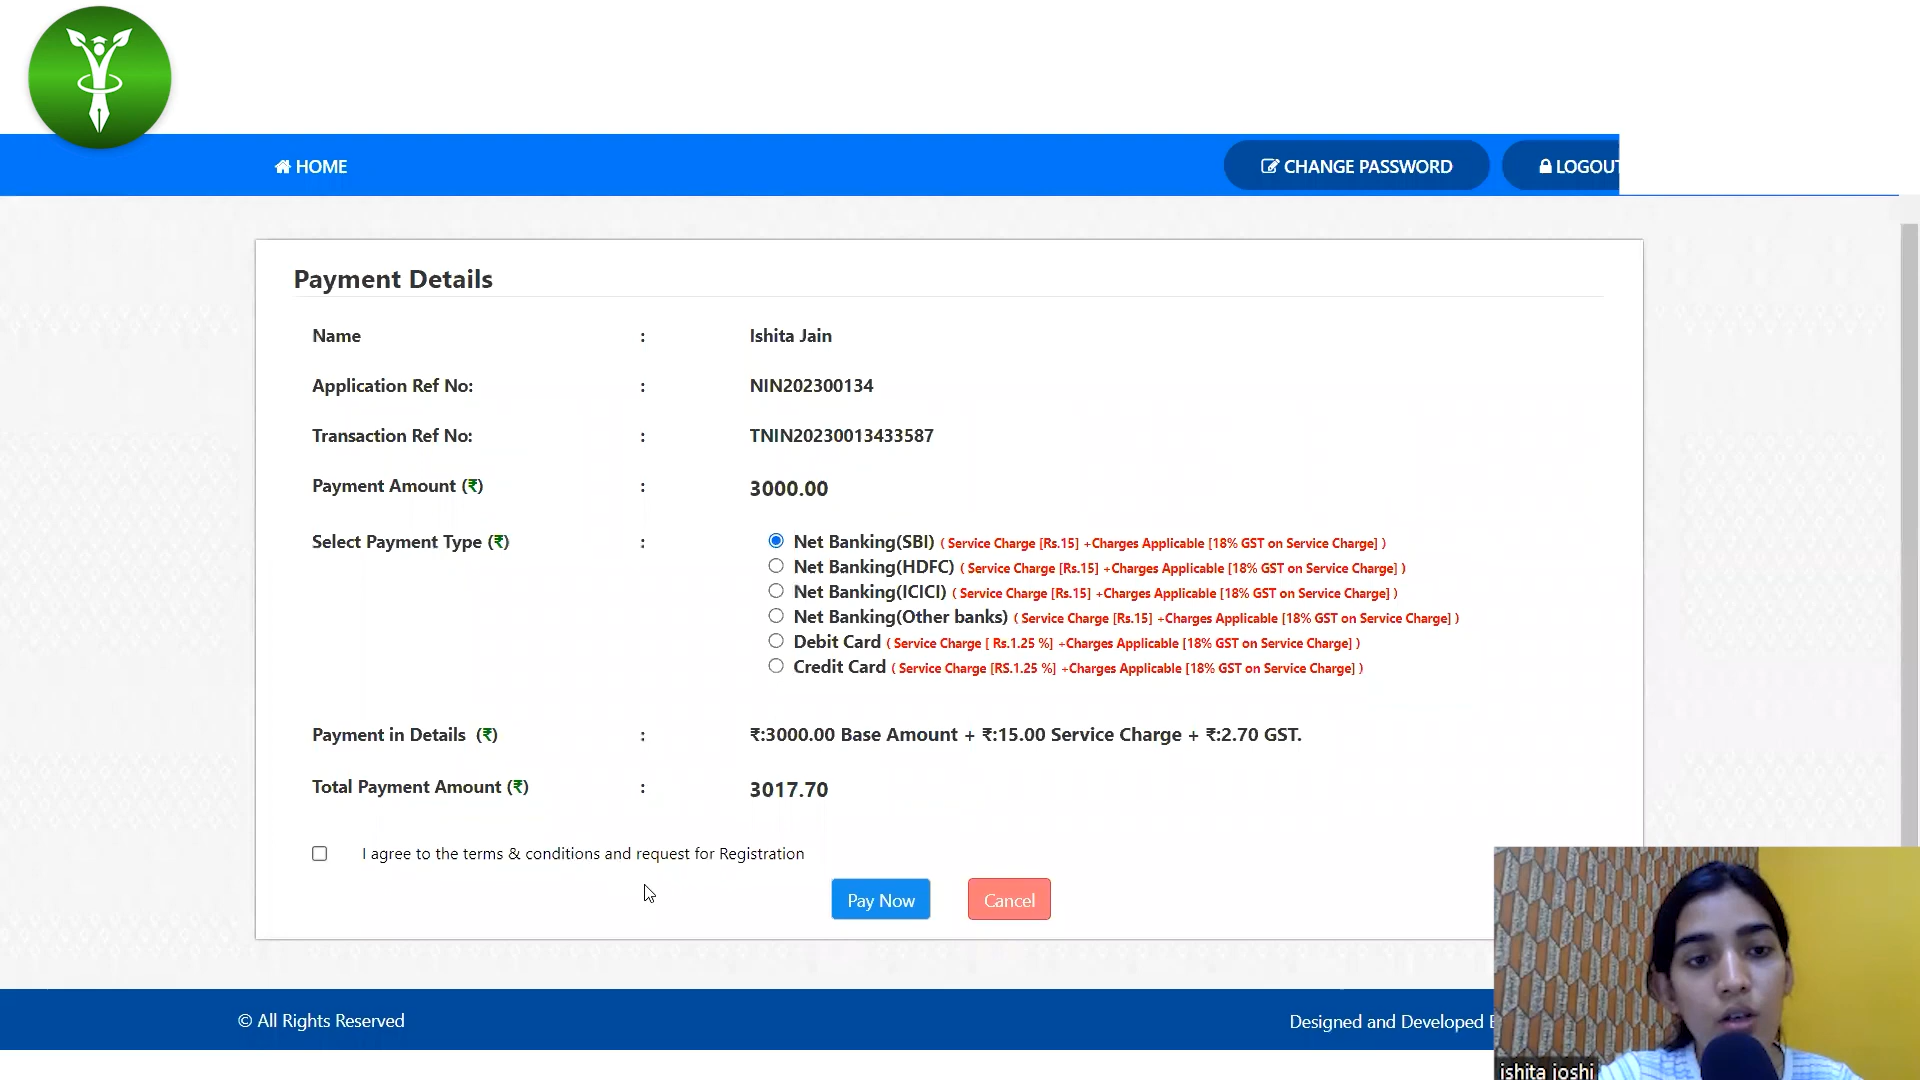 HOME
CHANGE PASSWORD
LOGOUT
Payment Details
Name : Ishita Jain
Application Ref No: : NIN202300134
Transaction Ref No: : TNIN20230013433587
Payment Amount (₹) : 3000.00
Select Payment Type (₹) : Net Banking(SBI) ( Service Charge [Rs.15] +Charges Applicable [18% GST on Service Charge] )
Net Banking(HDFC) ( Service Charge [Rs.15] +Charges Applicable [18% GST on Service Charge] )
Net Banking(ICICI) ( Service Charge [Rs.15] +Charges Applicable [18% GST on Service Charge] )
Net Banking(Other banks) ( Service Charge [Rs.15] +Charges Applicable [18% GST on Service Charge] )
Debit Card ( Service Charge [ Rs.1.25 %] +Charges Applicable [18% GST on Service Charge] )
Credit Card ( Service Charge [RS.1.25 %] +Charges Applicable [18% GST on Service Charge] )
Payment in Details (₹) : ₹:3000.00 Base Amount + ₹:15.00 Service Charge + ₹:2.70 GST.
Total Payment Amount (₹) : 3017.70
I agree to the terms & conditions and request for Registration
Pay Now
Cancel
© All Rights Reserved
Designed and Developed
ishita joshi